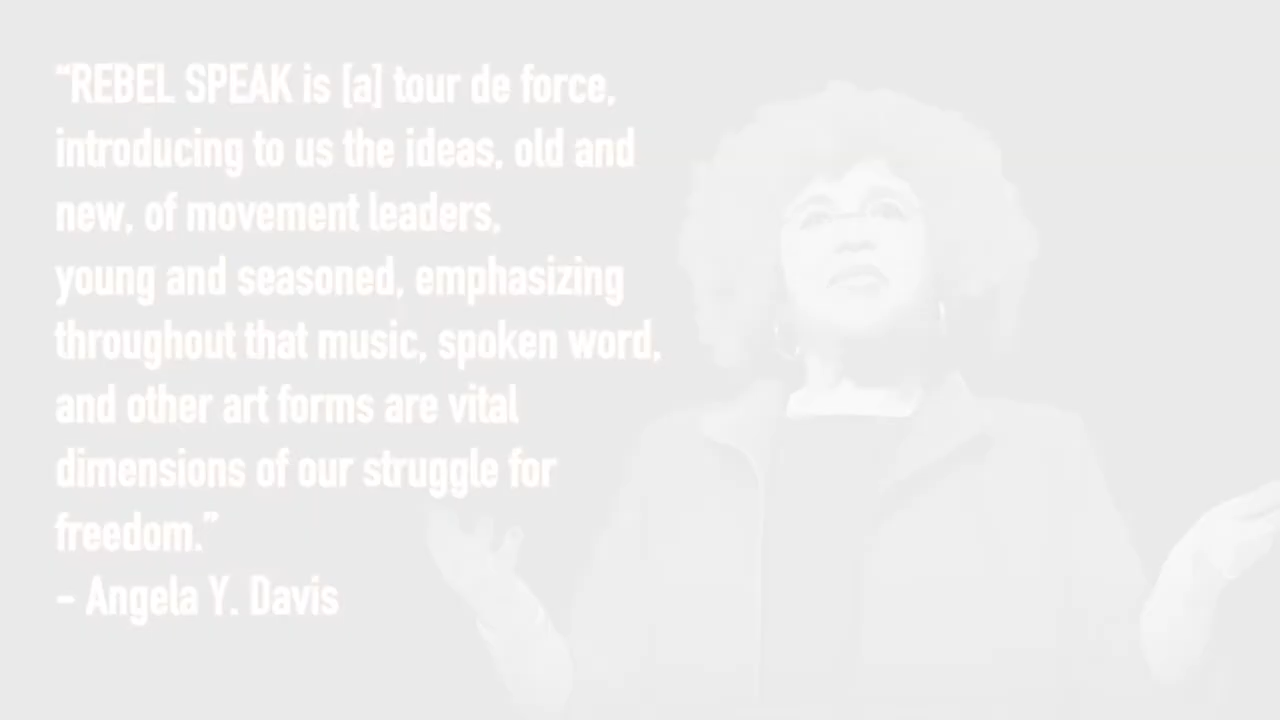 “REBEL SPEAK is [a] tour de force,
introducing to us the ideas, old and
new, of movement leaders,
young and seasoned, emphasizing
throughout that music, spoken word,
and other art forms are vital
dimensions of our struggle for
freedom.”
– Angela Y. Davis